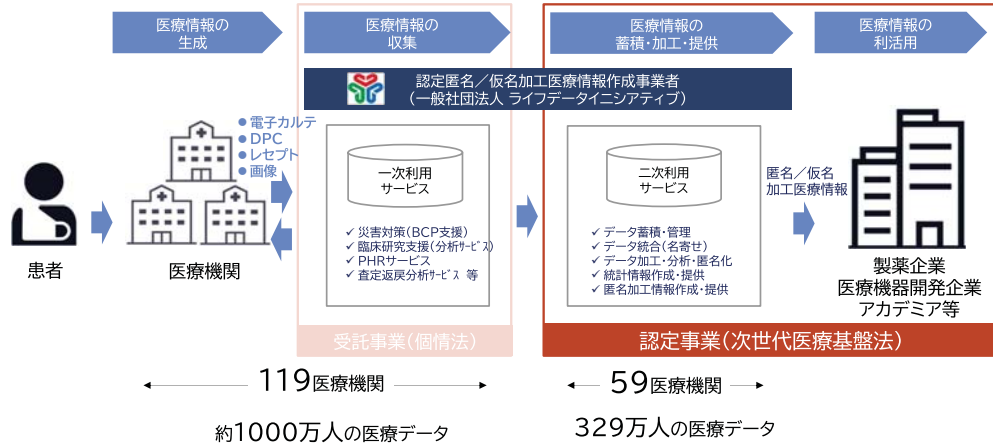 医療情報の
生成
医療情報の
収集
医療情報の
蓄積・加工・提供
医療情報の
利活用
認定匿名／仮名加工医療情報作成事業者
（一般社団法人 ライフデータイニシアティブ）
● 電子カルテ
● DPC
● レセプト
● 画像
一次利用
サービス
二次利用
サービス
匿名／仮名
加工医療情報
✓ 災害対策（BCP支援）
✓ 臨床研究支援（分析ｻｰﾋﾞｽ）
✓ PHRサービス
✓ 査定返戻分析サービス 等
✓ データ蓄積・管理
✓ データ統合（名寄せ）
✓ データ加工・分析・匿名化
✓ 統計情報作成・提供
✓ 匿名加工情報作成・提供
患者
医療機関
製薬企業
医療機器開発企業
アカデミア等
受託事業（個情法）
認定事業（次世代医療基盤法）
119医療機関
59医療機関
約1000万人の医療データ
329万人の医療データ